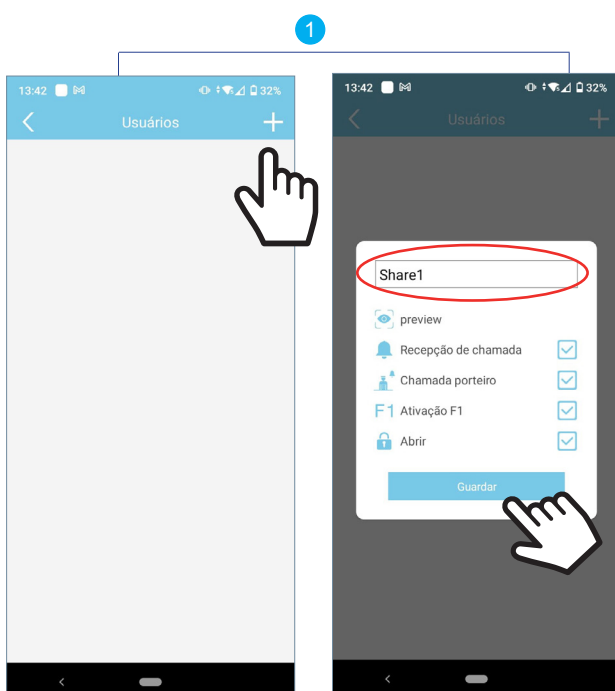 1
13:42
32%
Usuários
13:42
32%
Usuários
Share1
preview
Recepção de chamada
Chamada porteiro
F1 Ativação F1
Abrir
Guardar